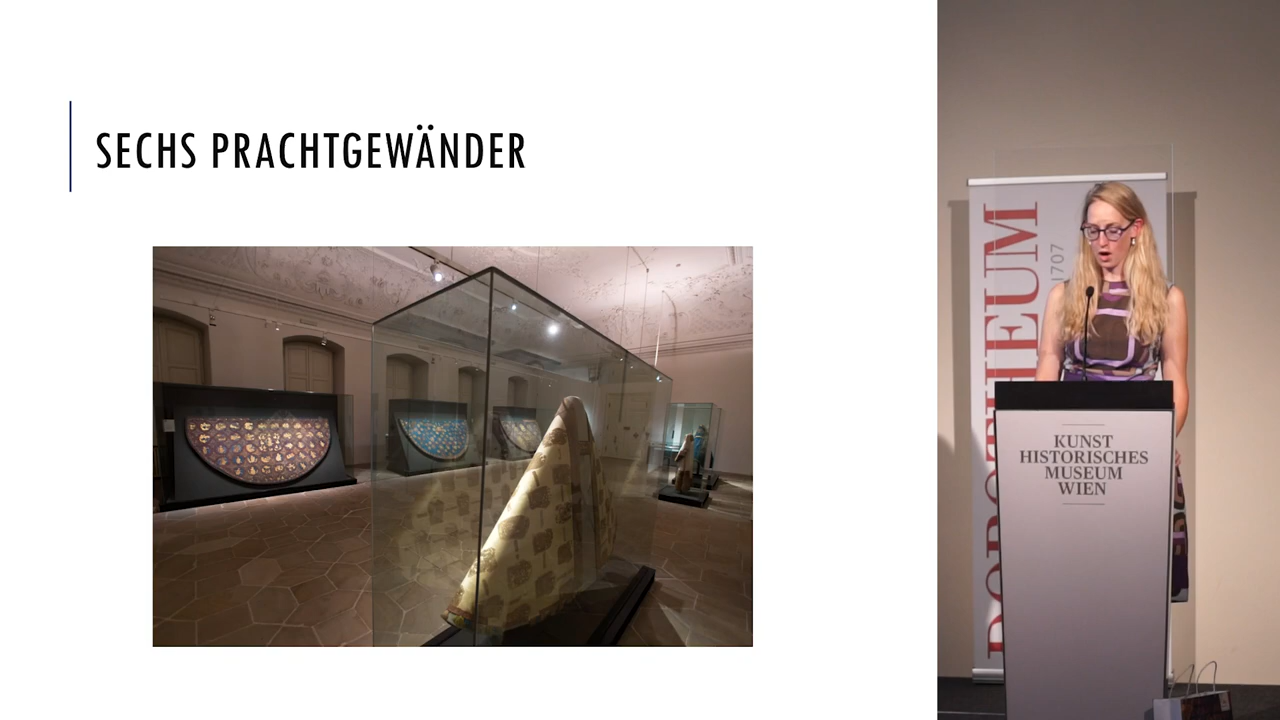 SECHS PRACHTGEWÄNDER
DOROTHEUM
1707
KUNST
HISTORISCHES
MUSEUM
WIEN